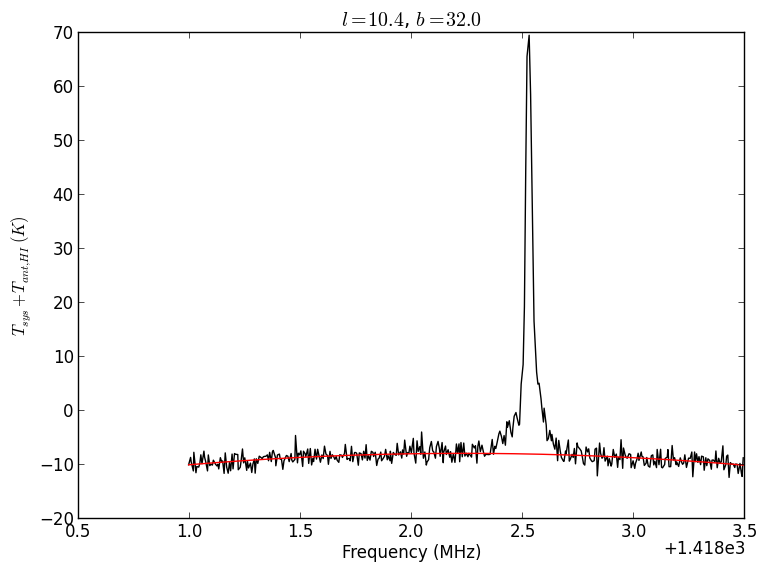 l = 10.4, b = 32.0
70
60
50
40
30
20
10
0
−10
−20
T_sys + T_ant,HI (K)
0.5 1.0 1.5 2.0 2.5 3.0 3.5
+1.418e3
Frequency (MHz)